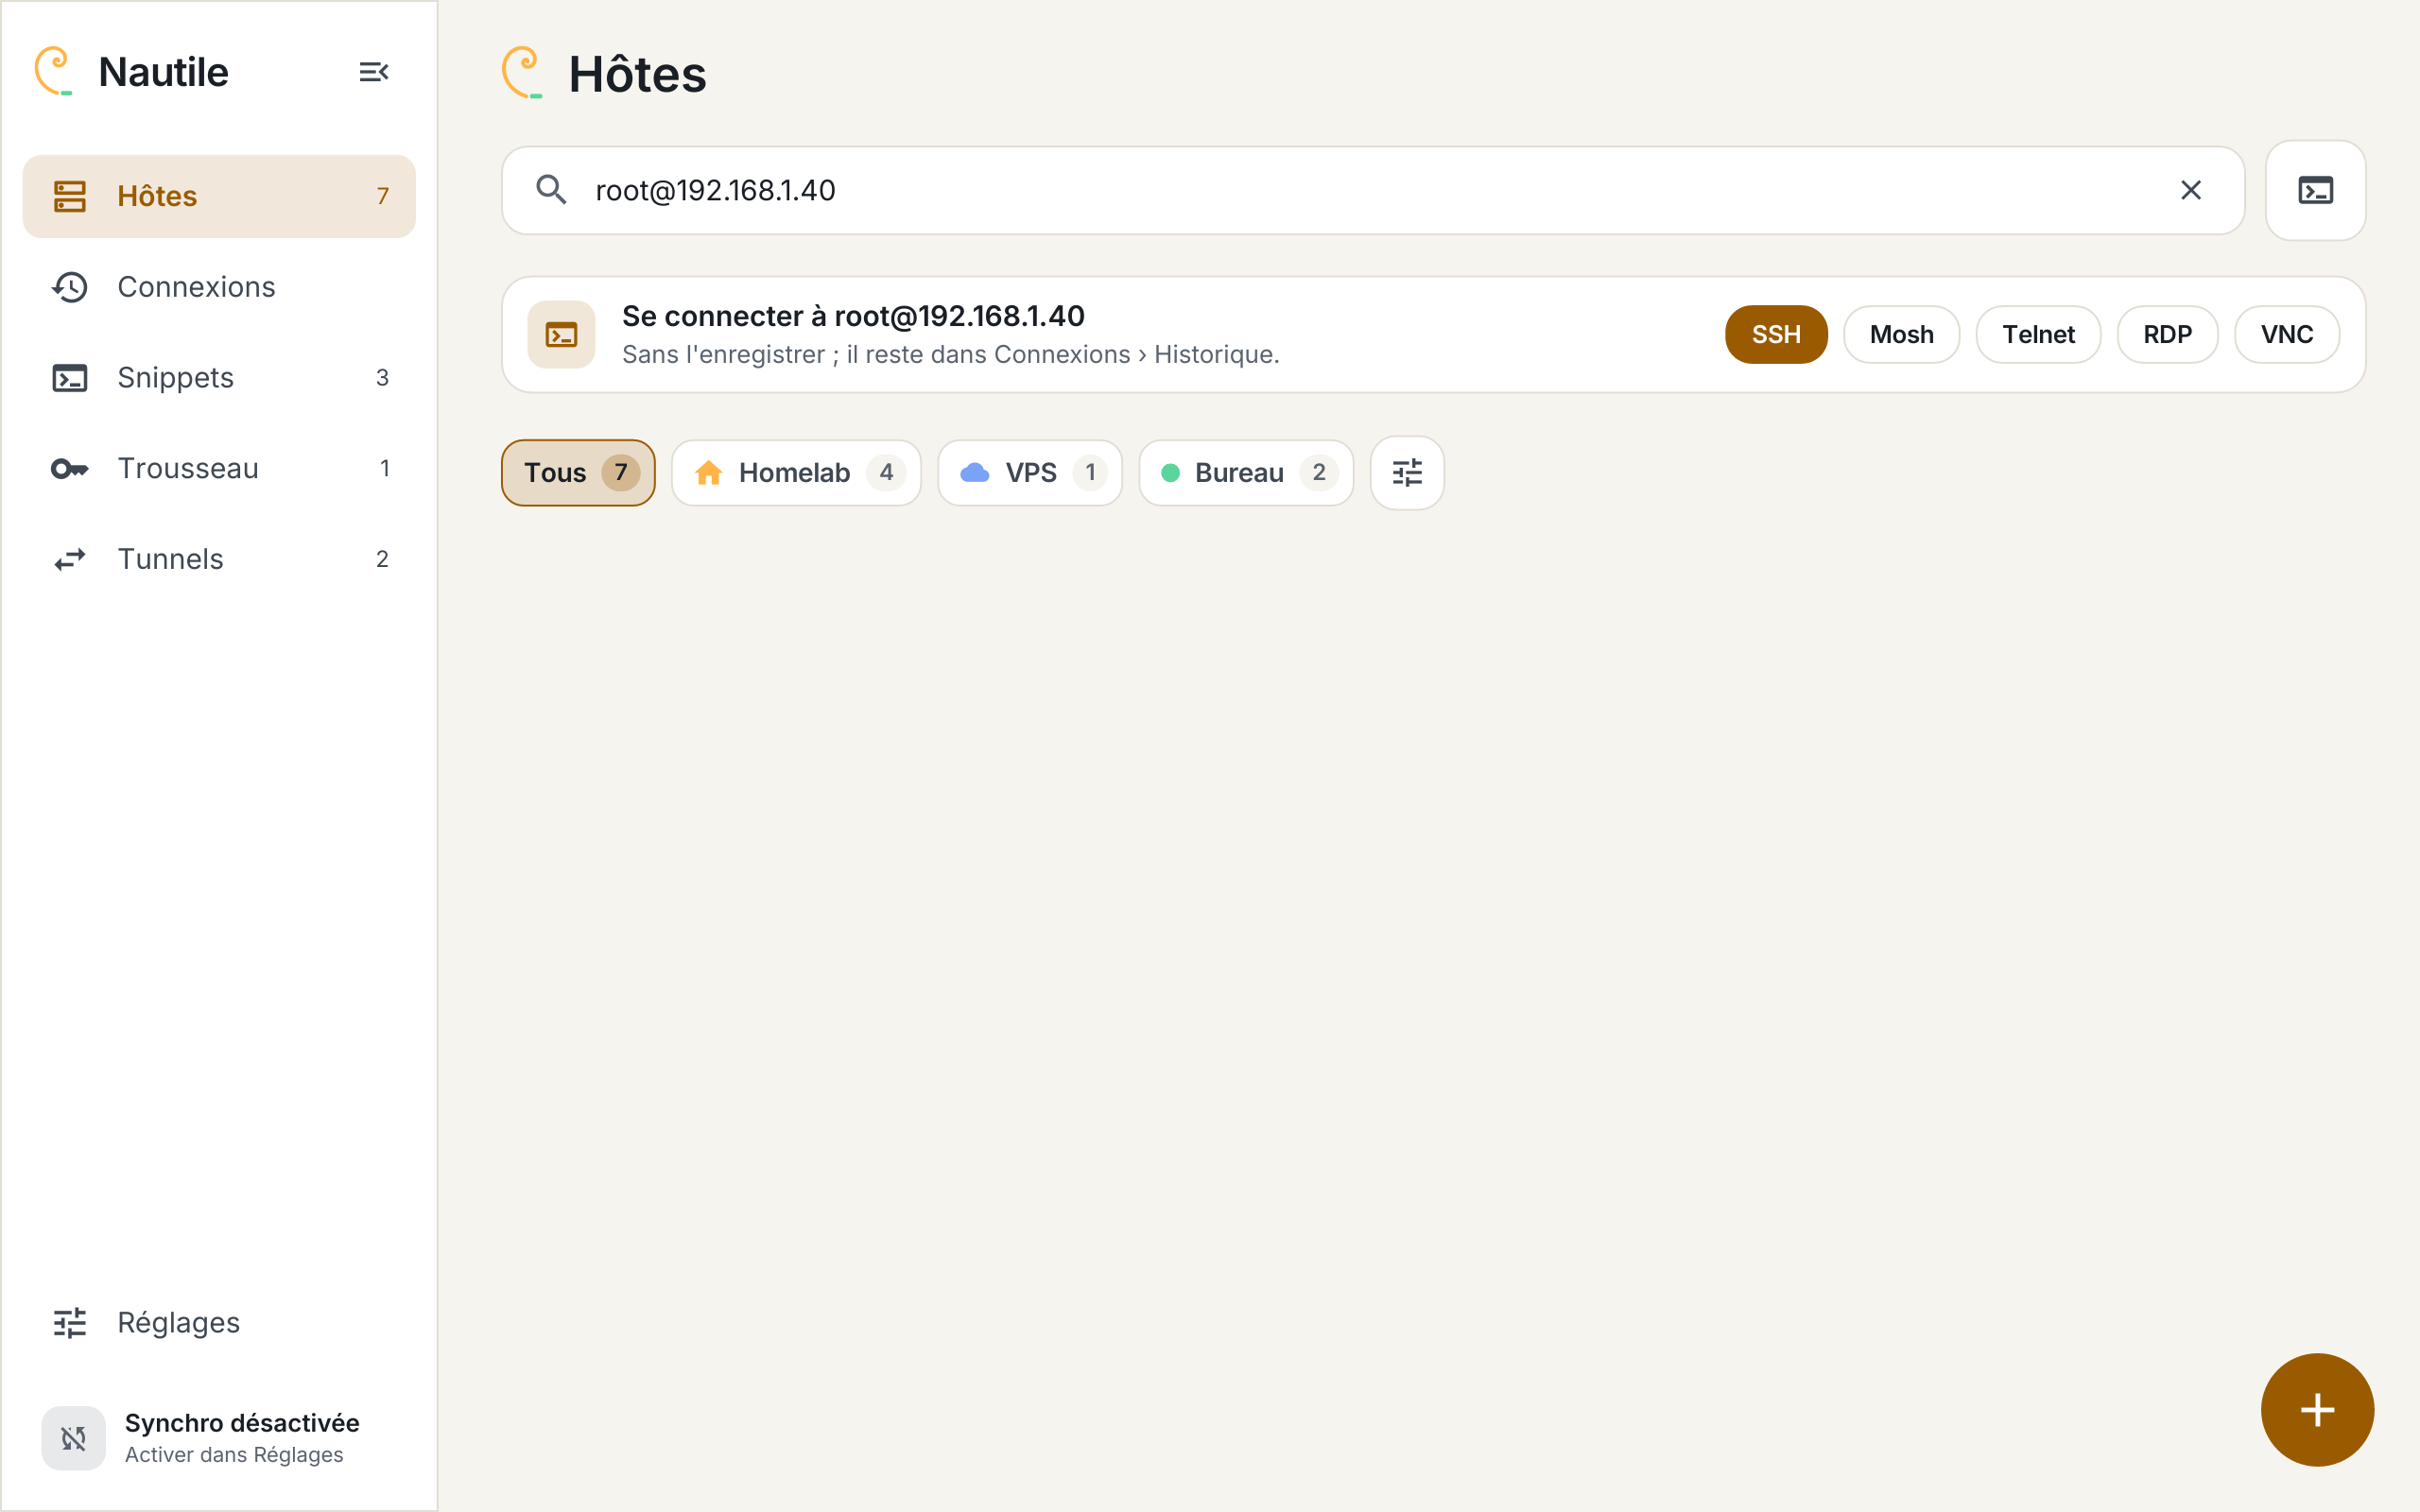 Nautile
Hôtes 7
Connexions
Snippets 3
Trousseau 1
Tunnels 2
Réglages
Synchro désactivée
Activer dans Réglages
Hôtes
root@192.168.1.40
Se connecter à root@192.168.1.40
Sans l'enregistrer ; il reste dans Connexions › Historique.
SSH Mosh Telnet RDP VNC
Tous 7 Homelab 4 VPS 1 Bureau 2